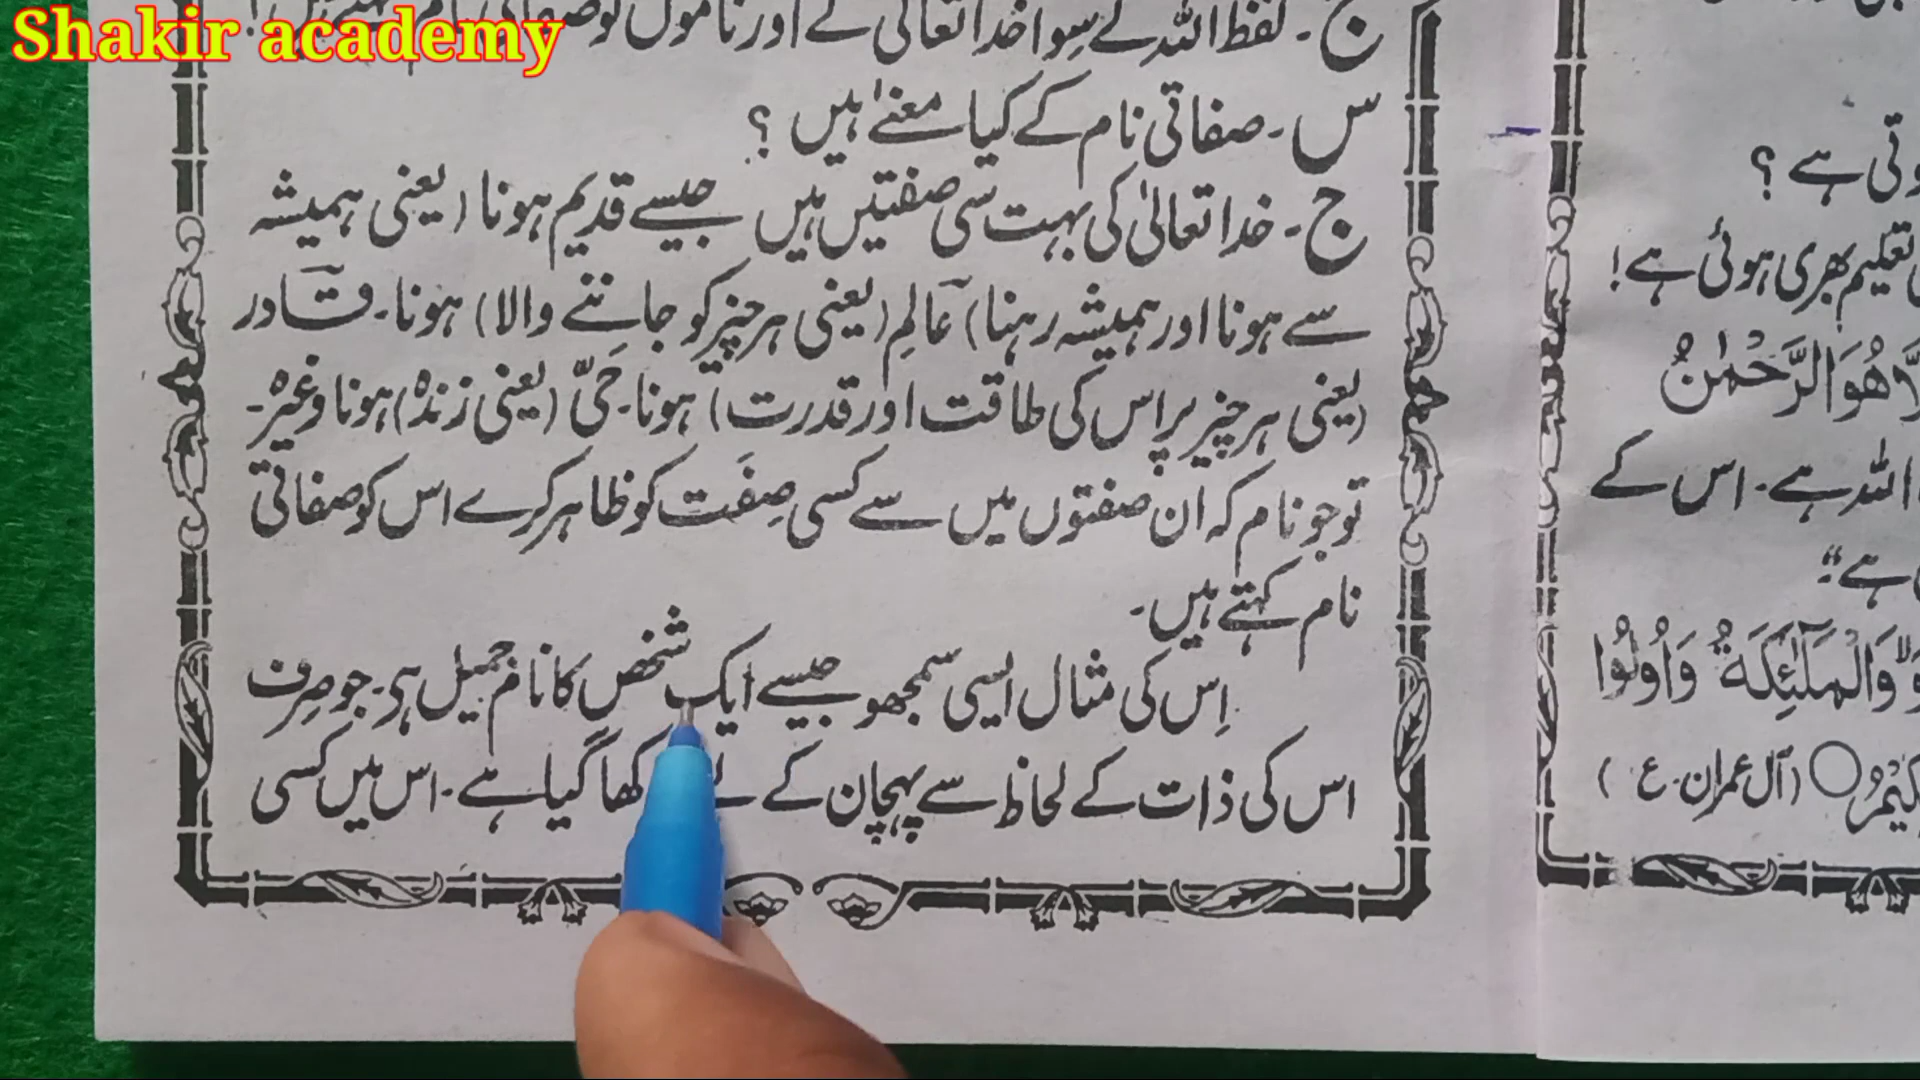 Shakir academy
ج۔ لفظ اللہ کے سوا خدا تعالیٰ کے اور ناموں کو صفاتی
س۔ صفاتی نام کے کیا معنےٰ ہیں ؟
ج۔ خدا تعالیٰ کی بہت سی صفتیں ہیں جیسے قدیم ہونا (یعنی ہمیشہ
سے ہونا اور ہمیشہ رہنا) عَالِم (یعنی ہر چیز کو جاننے والا) ہونا۔ قادر
(یعنی ہر چیز پر اس کی طاقت اور قدرت) ہونا۔ حَیّ (یعنی زندہ) ہونا وغیرہ۔
تو جو نام کہ ان صفتوں میں سے کسی صِفَت کو ظاہر کرے اس کو صفاتی
نام کہتے ہیں۔
اِس کی مثال ایسی سمجھو جیسے ایک شخص کا نام جمیل ہی۔ جو صِرف
اس کی ذات کے لحاظ سے پہچان کے لئے رکھا گیا ہے۔ اس میں کسی
وتی ہے ؟
تعلیم بھری ہوئی ہے!
هُوَ الرَّحْمٰنُ
اللہ ہے۔ اس کے
ہے"
وَالْمَلٰٓئِكَةُ وَاُولُوا
(آل عمران۔ ع )